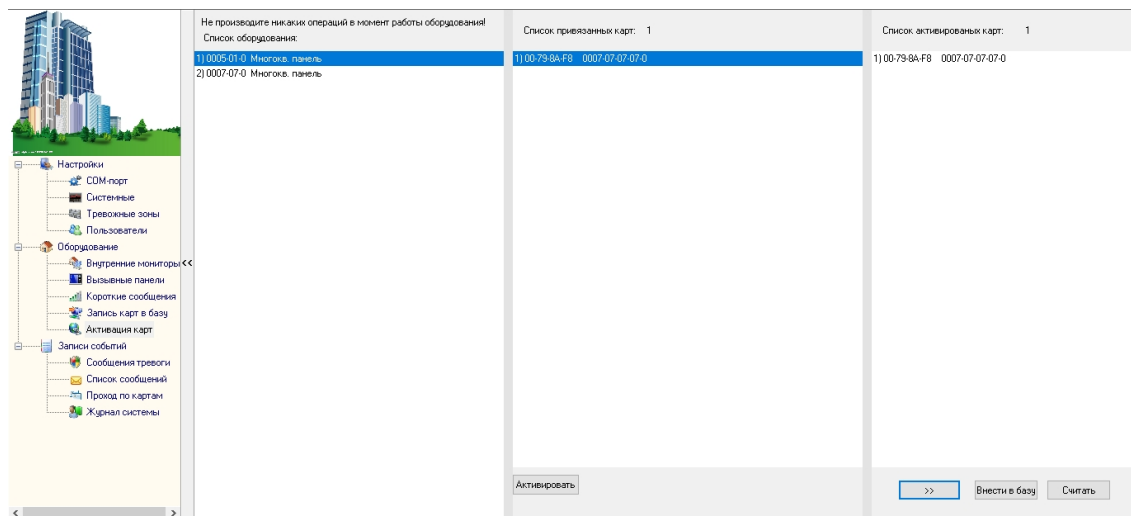 Не производите никаких операций в момент работы оборудования!
Список оборудования:
1) 0005-01-0 Многокв. панель
2) 0007-07-0 Многокв. панель
Список привязанных карт: 1
1) 00-79-8A-F8 0007-07-07-07-0
Активировать
Список активированых карт: 1
1) 00-79-8A-F8 0007-07-07-07-0
>>
Внести в базу
Считать
Настройки
COM-порт
Системные
Тревожные зоны
Пользователи
Оборудование
Внутренние мониторы
<<
Вызывные панели
Короткие сообщения
Запись карт в базу
Активация карт
Записи событий
Сообщения тревоги
Список сообщений
Проход по картам
Журнал системы